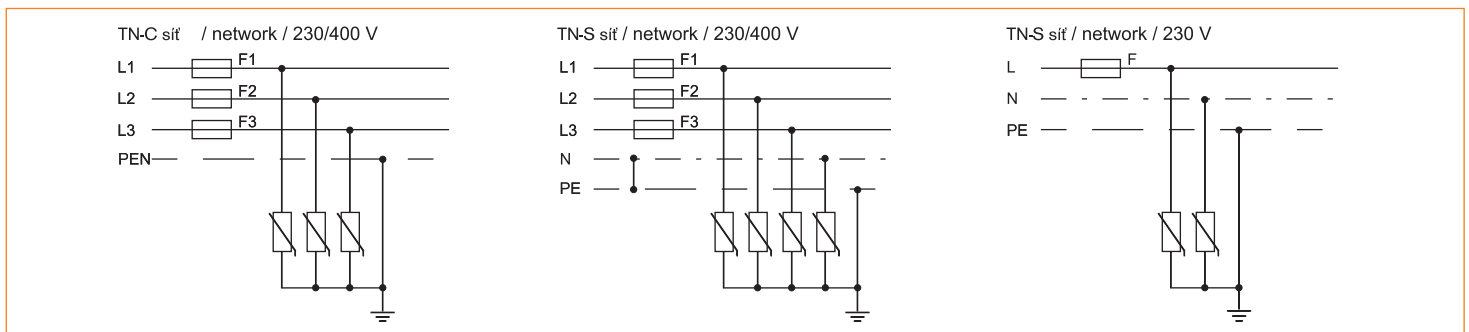 TN-C síť / network / 230/400 V
L1 F1
L2 F2
L3 F3
PEN
TN-S síť / network / 230/400 V
L1 F1
L2 F2
L3 F3
N
PE
TN-S síť / network / 230 V
L F
N
PE